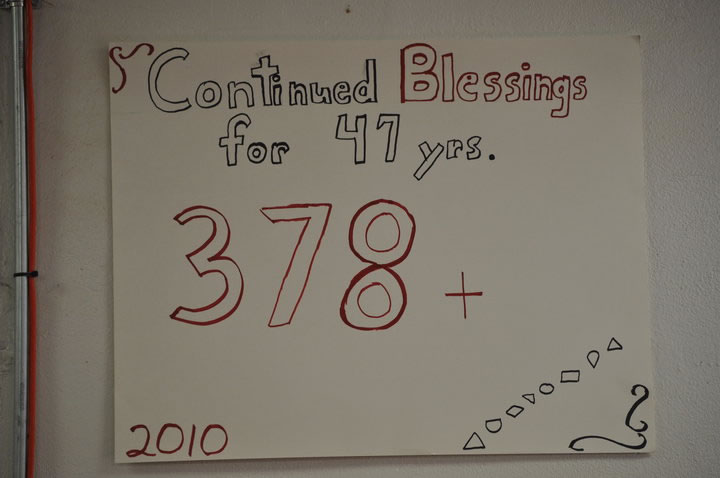 Continued Blessings
for 47 yrs.
378 +
2010